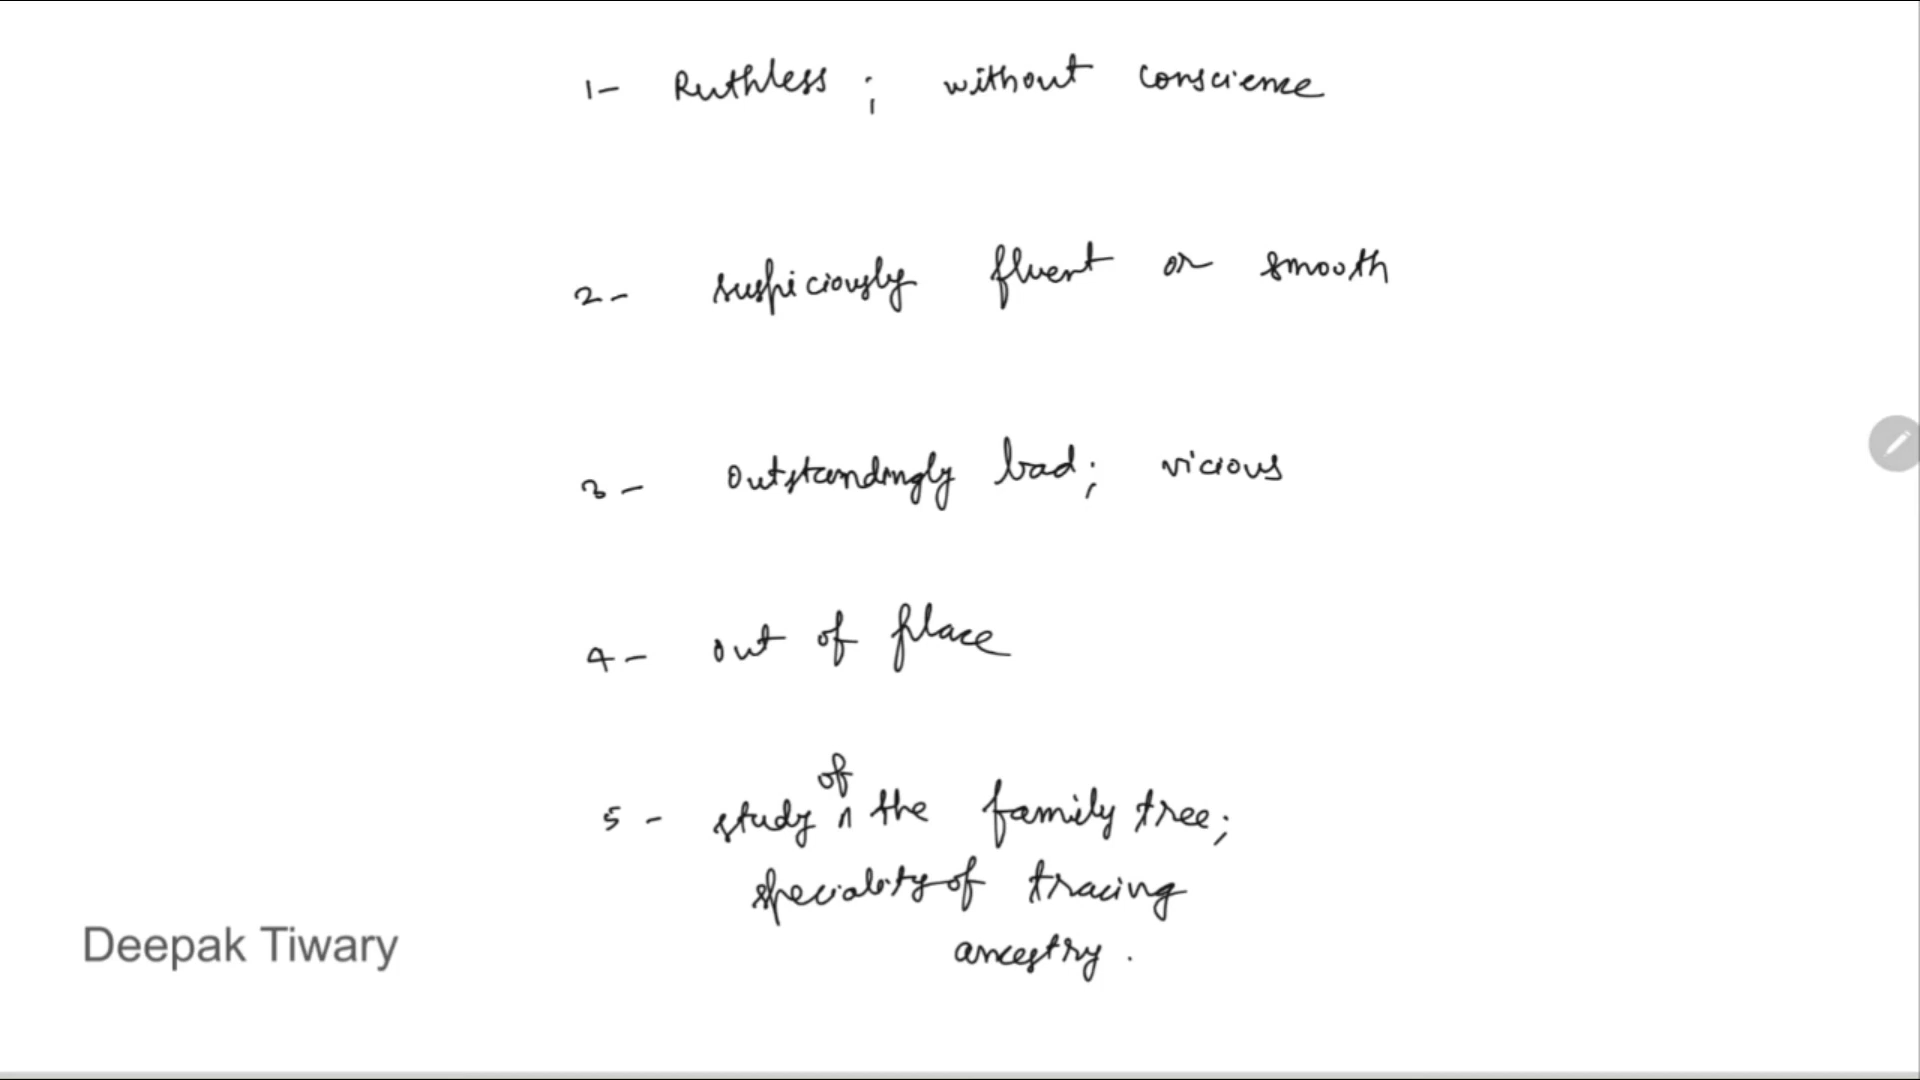 1- Ruthless ; without conscience
2- suspiciously fluent or smooth
3- Outstandingly bad; vicious
4- out of place
5- study of the family tree;
speciality of tracing
ancestry.
Deepak Tiwary